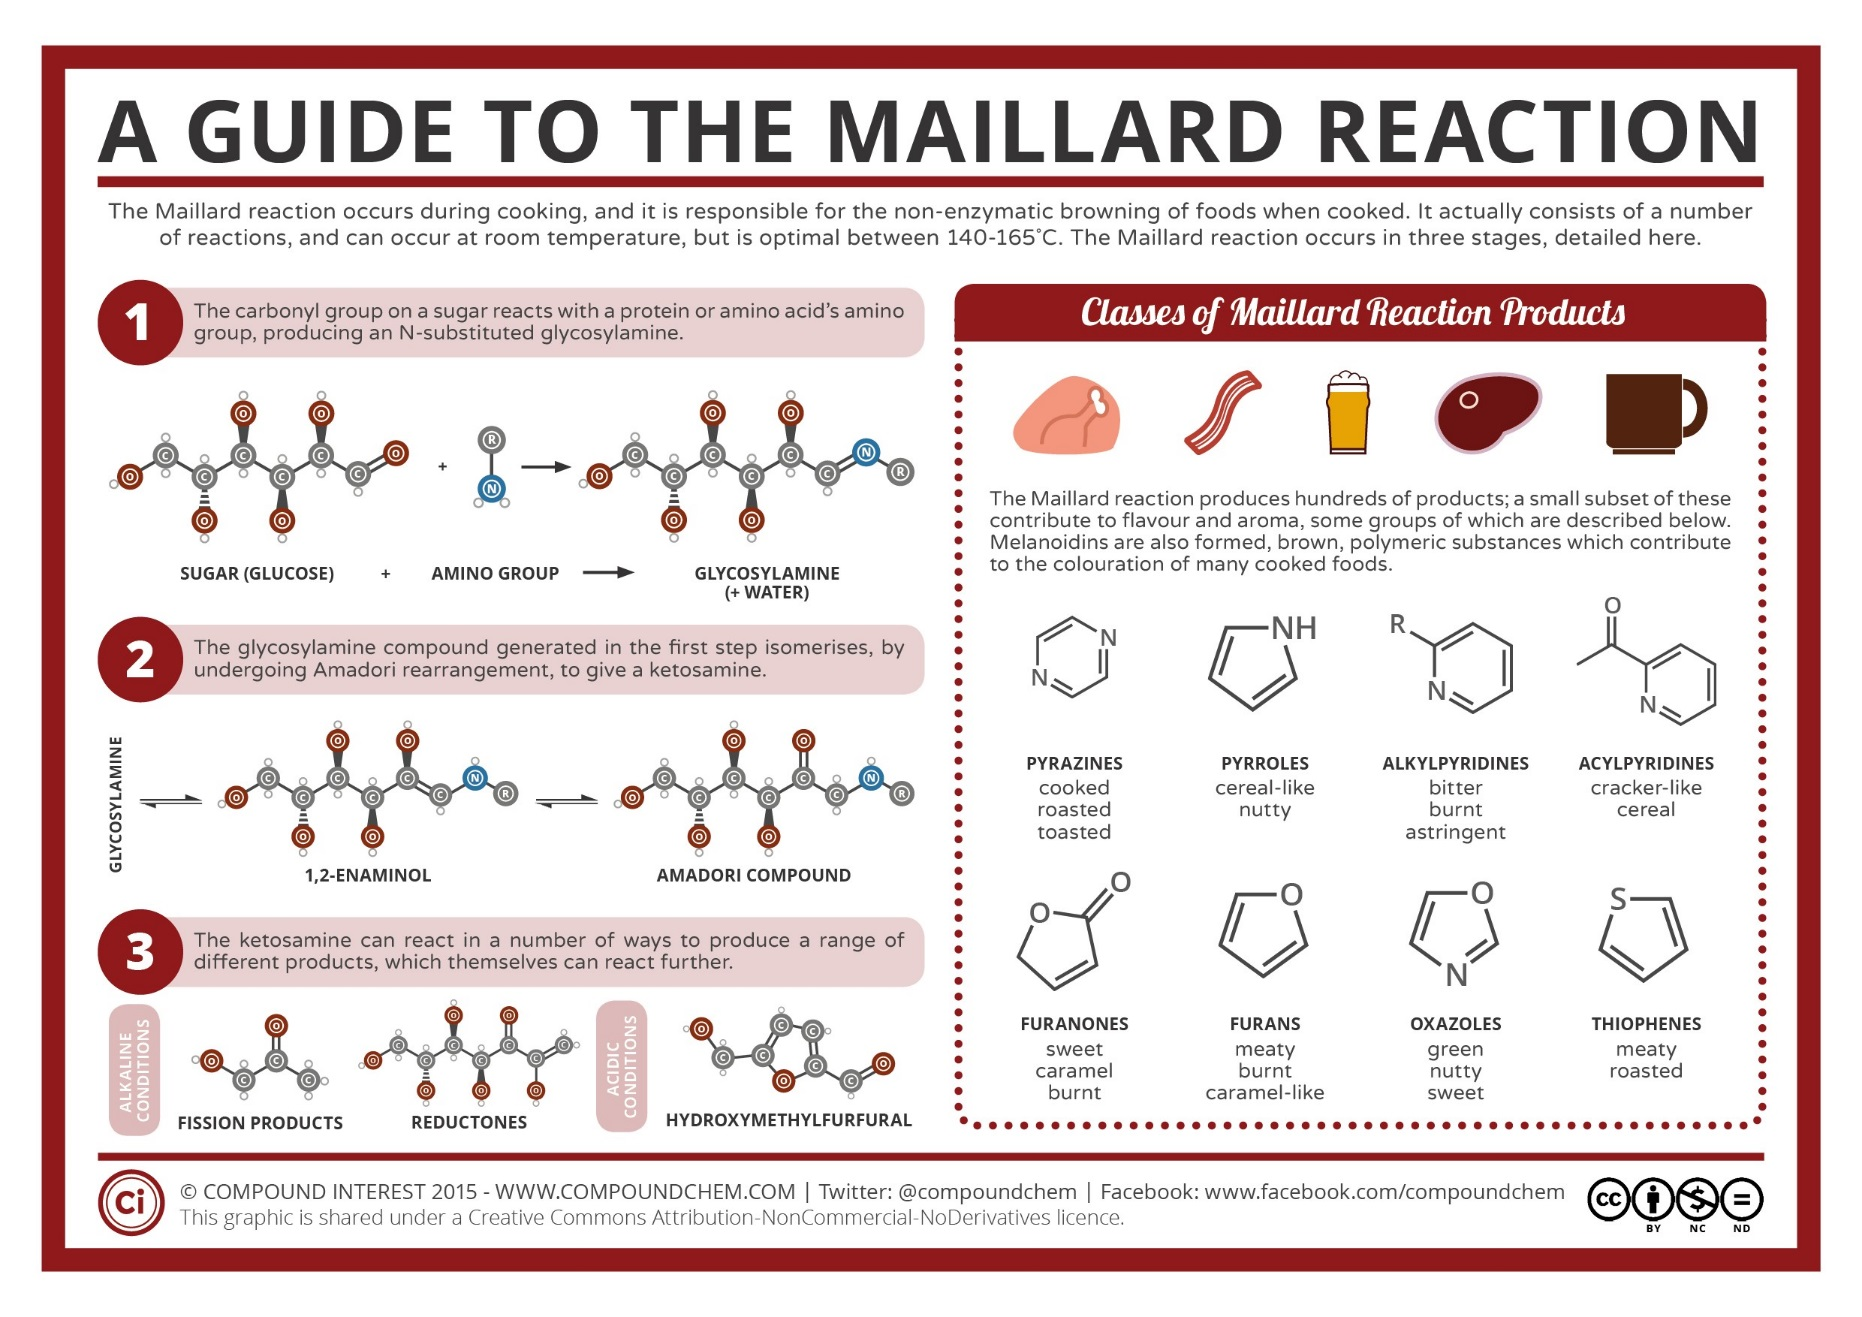 A GUIDE TO THE MAILLARD REACTION
The Maillard reaction occurs during cooking, and it is responsible for the non-enzymatic browning of foods when cooked. It actually consists of a number
of reactions, and can occur at room temperature, but is optimal between 140-165˚C. The Maillard reaction occurs in three stages, detailed here.
1
The carbonyl group on a sugar reacts with a protein or amino acid’s amino
group, producing an N-substituted glycosylamine.
O C C C C C C O O O O O
+
R N
O C C C C C C N R O O O O
SUGAR (GLUCOSE) + AMINO GROUP GLYCOSYLAMINE
(+ WATER)
2
The glycosylamine compound generated in the first step isomerises, by
undergoing Amadori rearrangement, to give a ketosamine.
GLYCOSYLAMINE
O C C C C C C N R O O O O
O C C C C C C N R O O O O
1,2-ENAMINOL AMADORI COMPOUND
3
The ketosamine can react in a number of ways to produce a range of
different products, which themselves can react further.
ALKALINE
CONDITIONS
O C C C O
FISSION PRODUCTS
O C C C C C C C O O O O O
REDUCTONES
ACIDIC
CONDITIONS
O C C C C C O C O
HYDROXYMETHYLFURFURAL
Classes of Maillard Reaction Products
The Maillard reaction produces hundreds of products; a small subset of these
contribute to flavour and aroma, some groups of which are described below.
Melanoidins are also formed, brown, polymeric substances which contribute
to the colouration of many cooked foods.
N N
NH
R N
O N
PYRAZINES
cooked
roasted
toasted
PYRROLES
cereal-like
nutty
ALKYLPYRIDINES
bitter
burnt
astringent
ACYLPYRIDINES
cracker-like
cereal
O O
O
O N
S
FURANONES
sweet
caramel
burnt
FURANS
meaty
burnt
caramel-like
OXAZOLES
green
nutty
sweet
THIOPHENES
meaty
roasted
Ci
© COMPOUND INTEREST 2015 - WWW.COMPOUNDCHEM.COM | Twitter: @compoundchem | Facebook: www.facebook.com/compoundchem
This graphic is shared under a Creative Commons Attribution-NonCommercial-NoDerivatives licence.
cc $ =
BY NC ND